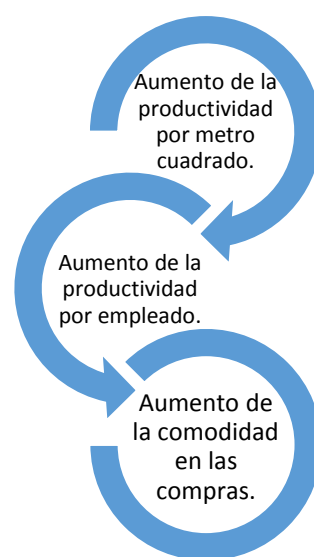 Aumento de la
productividad
por metro
cuadrado.
Aumento de la
productividad
por empleado.
Aumento de
la comodidad
en las
compras.